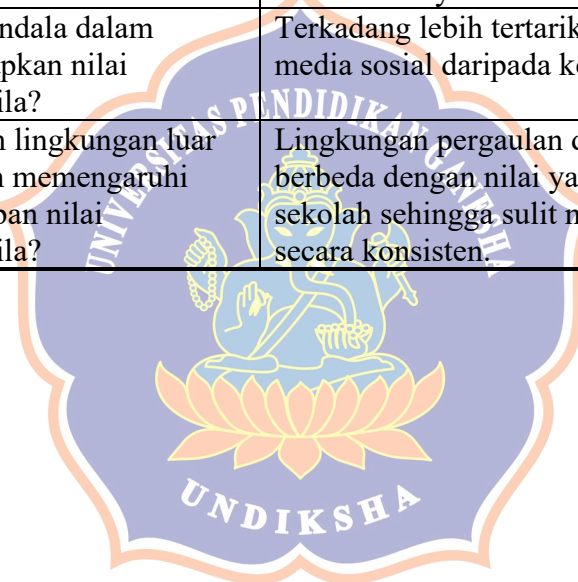 ndala dalam
pkan nilai
ila?
Terkadang lebih tertarik
media sosial daripada k
lingkungan luar
memengaruhi
pan nilai
ila?
Lingkungan pergaulan
berbeda dengan nilai ya
sekolah sehingga sulit
secara konsisten.
UNIVERSITAS PENDIDIKAN GANESHA
UNDIKSHA